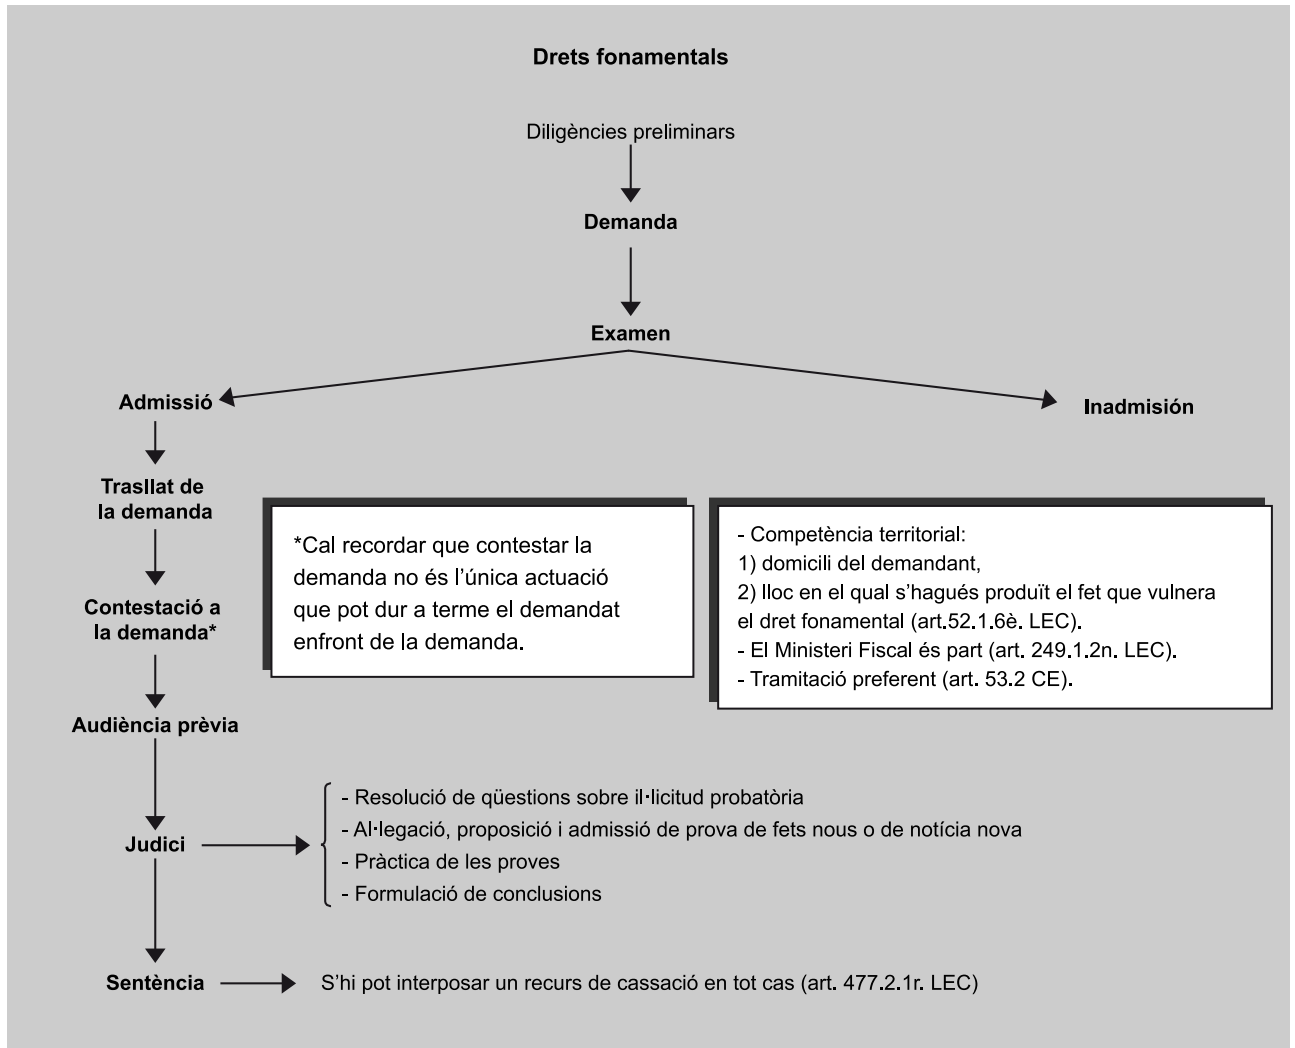 Drets fonamentals
Diligències preliminars
Demanda
Examen
Admissió
Inadmisión
Trasllat de
la demanda
*Cal recordar que contestar la
demanda no és l’única actuació
que pot dur a terme el demandat
enfront de la demanda.
- Competència territorial:
1) domicili del demandant,
2) lloc en el qual s’hagués produït el fet que vulnera
el dret fonamental (art.52.1.6è. LEC).
- El Ministeri Fiscal és part (art. 249.1.2n. LEC).
- Tramitació preferent (art. 53.2 CE).
Contestació a
la demanda*
Audiència prèvia
Judici
- Resolució de qüestions sobre il·licitud probatòria
- Al·legació, proposició i admissió de prova de fets nous o de notícia nova
- Pràctica de les proves
- Formulació de conclusions
Sentència
S’hi pot interposar un recurs de cassació en tot cas (art. 477.2.1r. LEC)